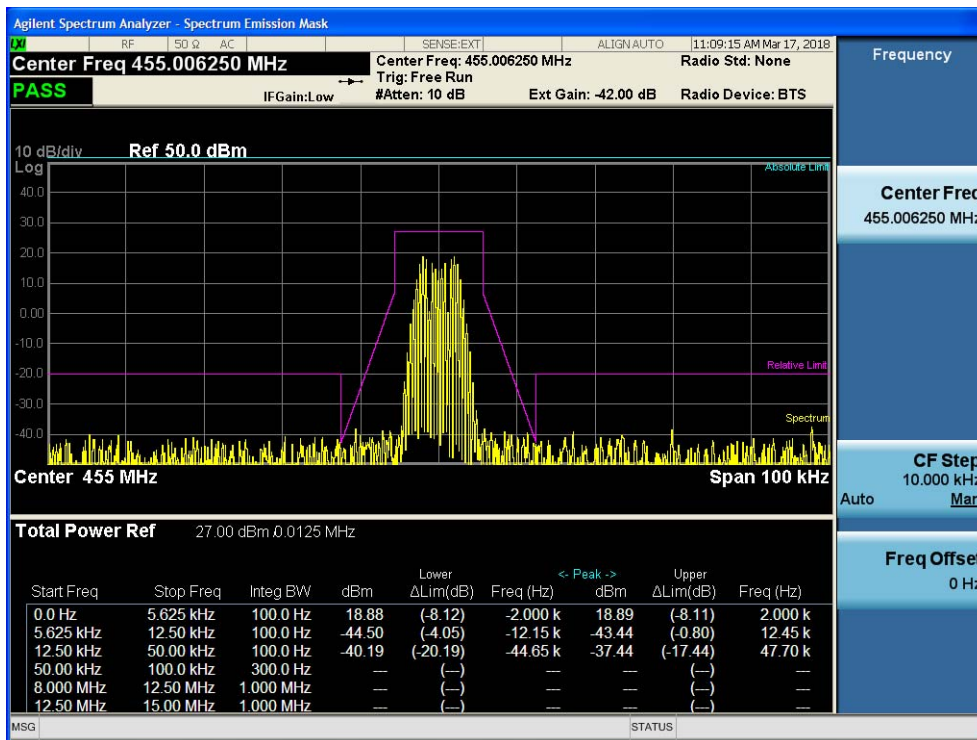 Agilent Spectrum Analyzer - Spectrum Emission Mask
LXI RF 50 Ω AC SENSE:EXT ALIGN AUTO 11:09:15 AM Mar 17, 2018
Center Freq 455.006250 MHz
Center Freq: 455.006250 MHz Radio Std: None
Trig: Free Run
PASS IFGain:Low #Atten: 10 dB Ext Gain: -42.00 dB Radio Device: BTS
10 dB/div Ref 50.0 dBm
Log
Absolute Limit
40.0
30.0
20.0
10.0
0.00
-10.0
Relative Limit
-20.0
-30.0
Spectrum
-40.0
Center 455 MHz Span 100 kHz
Total Power Ref 27.00 dBm /0.0125 MHz
Lower <- Peak -> Upper
Start Freq Stop Freq Integ BW dBm ΔLim(dB) Freq (Hz) dBm ΔLim(dB) Freq (Hz)
0.0 Hz 5.625 kHz 100.0 Hz 18.88 (-8.12) -2.000 k 18.89 (-8.11) 2.000 k
5.625 kHz 12.50 kHz 100.0 Hz -44.50 (-4.05) -12.15 k -43.44 (-0.80) 12.45 k
12.50 kHz 50.00 kHz 100.0 Hz -40.19 (-20.19) -44.65 k -37.44 (-17.44) 47.70 k
50.00 kHz 100.0 kHz 300.0 Hz --- (---) --- --- (---) ---
8.000 MHz 12.50 MHz 1.000 MHz --- (---) --- --- (---) ---
12.50 MHz 15.00 MHz 1.000 MHz --- (---) --- --- (---) ---
MSG STATUS
Frequency
Center Freq
455.006250 MHz
CF Step
10.000 kHz
Auto Man
Freq Offset
0 Hz